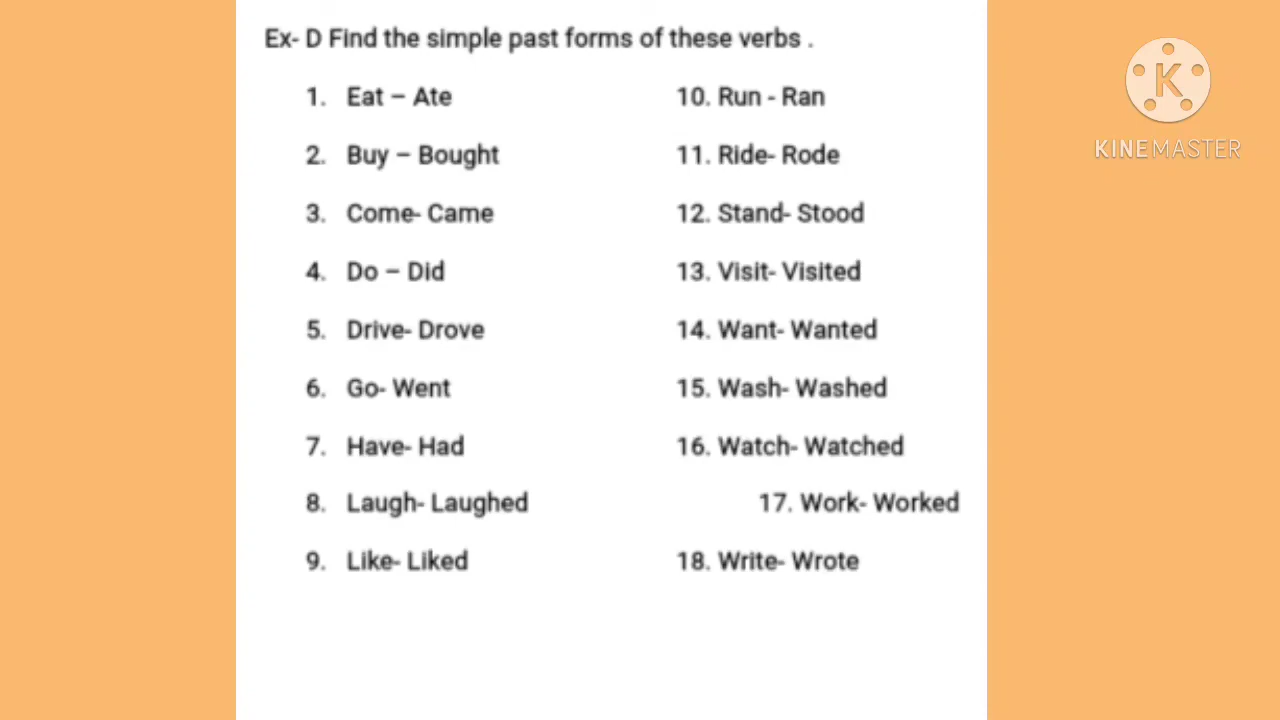 Ex- D Find the simple past forms of these verbs .
1. Eat – Ate
2. Buy – Bought
3. Come- Came
4. Do – Did
5. Drive- Drove
6. Go- Went
7. Have- Had
8. Laugh- Laughed
9. Like- Liked
10. Run - Ran
11. Ride- Rode
12. Stand- Stood
13. Visit- Visited
14. Want- Wanted
15. Wash- Washed
16. Watch- Watched
17. Work- Worked
18. Write- Wrote
K
KINEMASTER